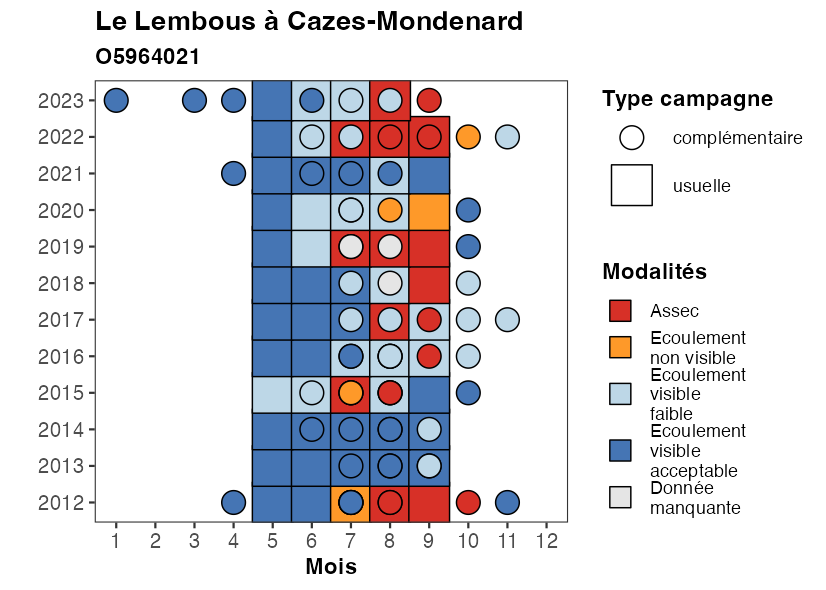 Le Lembous à Cazes-Mondenard
O5964021
2023
2022
2021
2020
2019
2018
2017
2016
2015
2014
2013
2012
1 2 3 4 5 6 7 8 9 10 11 12
Mois
Type campagne
complémentaire
usuelle
Modalités
Assec
Ecoulement
non visible
Ecoulement
visible
faible
Ecoulement
visible
acceptable
Donnée
manquante